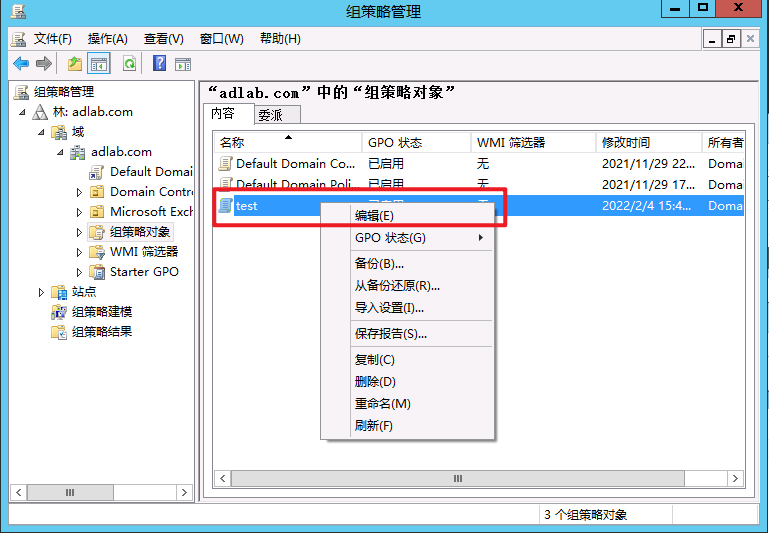 组策略管理
文件(F) 操作(A) 查看(V) 窗口(W) 帮助(H)
组策略管理
林: adlab.com
域
adlab.com
Default Domai
Domain Contro
Microsoft Exch
组策略对象
WMI 筛选器
Starter GPO
站点
组策略建模
组策略结果
“adlab.com”中的“组策略对象”
内容 委派
名称 GPO 状态 WMI 筛选器 修改时间 所有者
Default Domain Co... 已启用 无 2021/11/29 22... Doma
Default Domain Poli... 已启用 无 2021/11/29 17... Doma
test 已启用 无 2022/2/4 15:4... Doma
编辑(E)
GPO 状态(G)
备份(B)...
从备份还原(R)...
导入设置(I)...
保存报告(S)...
复制(C)
删除(D)
重命名(M)
刷新(F)
3 个组策略对象